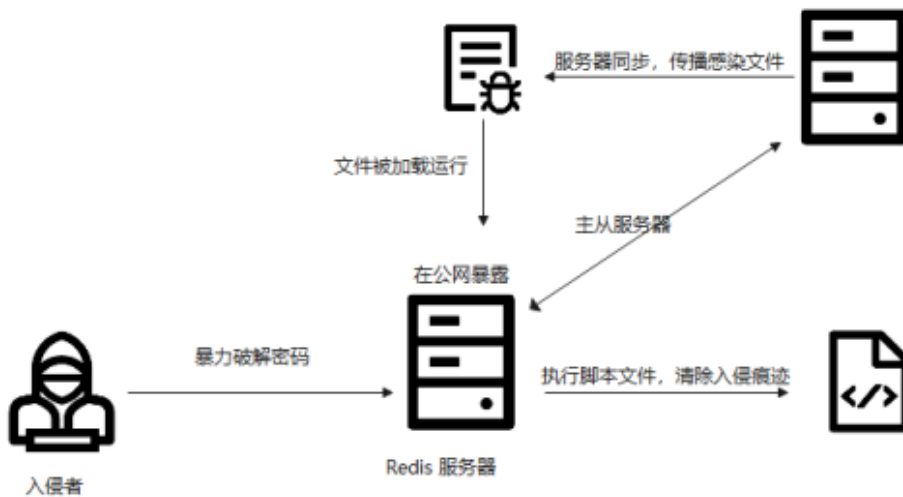 服务器同步，传播感染文件
文件被加载运行
主从服务器
在公网暴露
暴力破解密码
执行脚本文件，清除入侵痕迹
Redis 服务器
入侵者